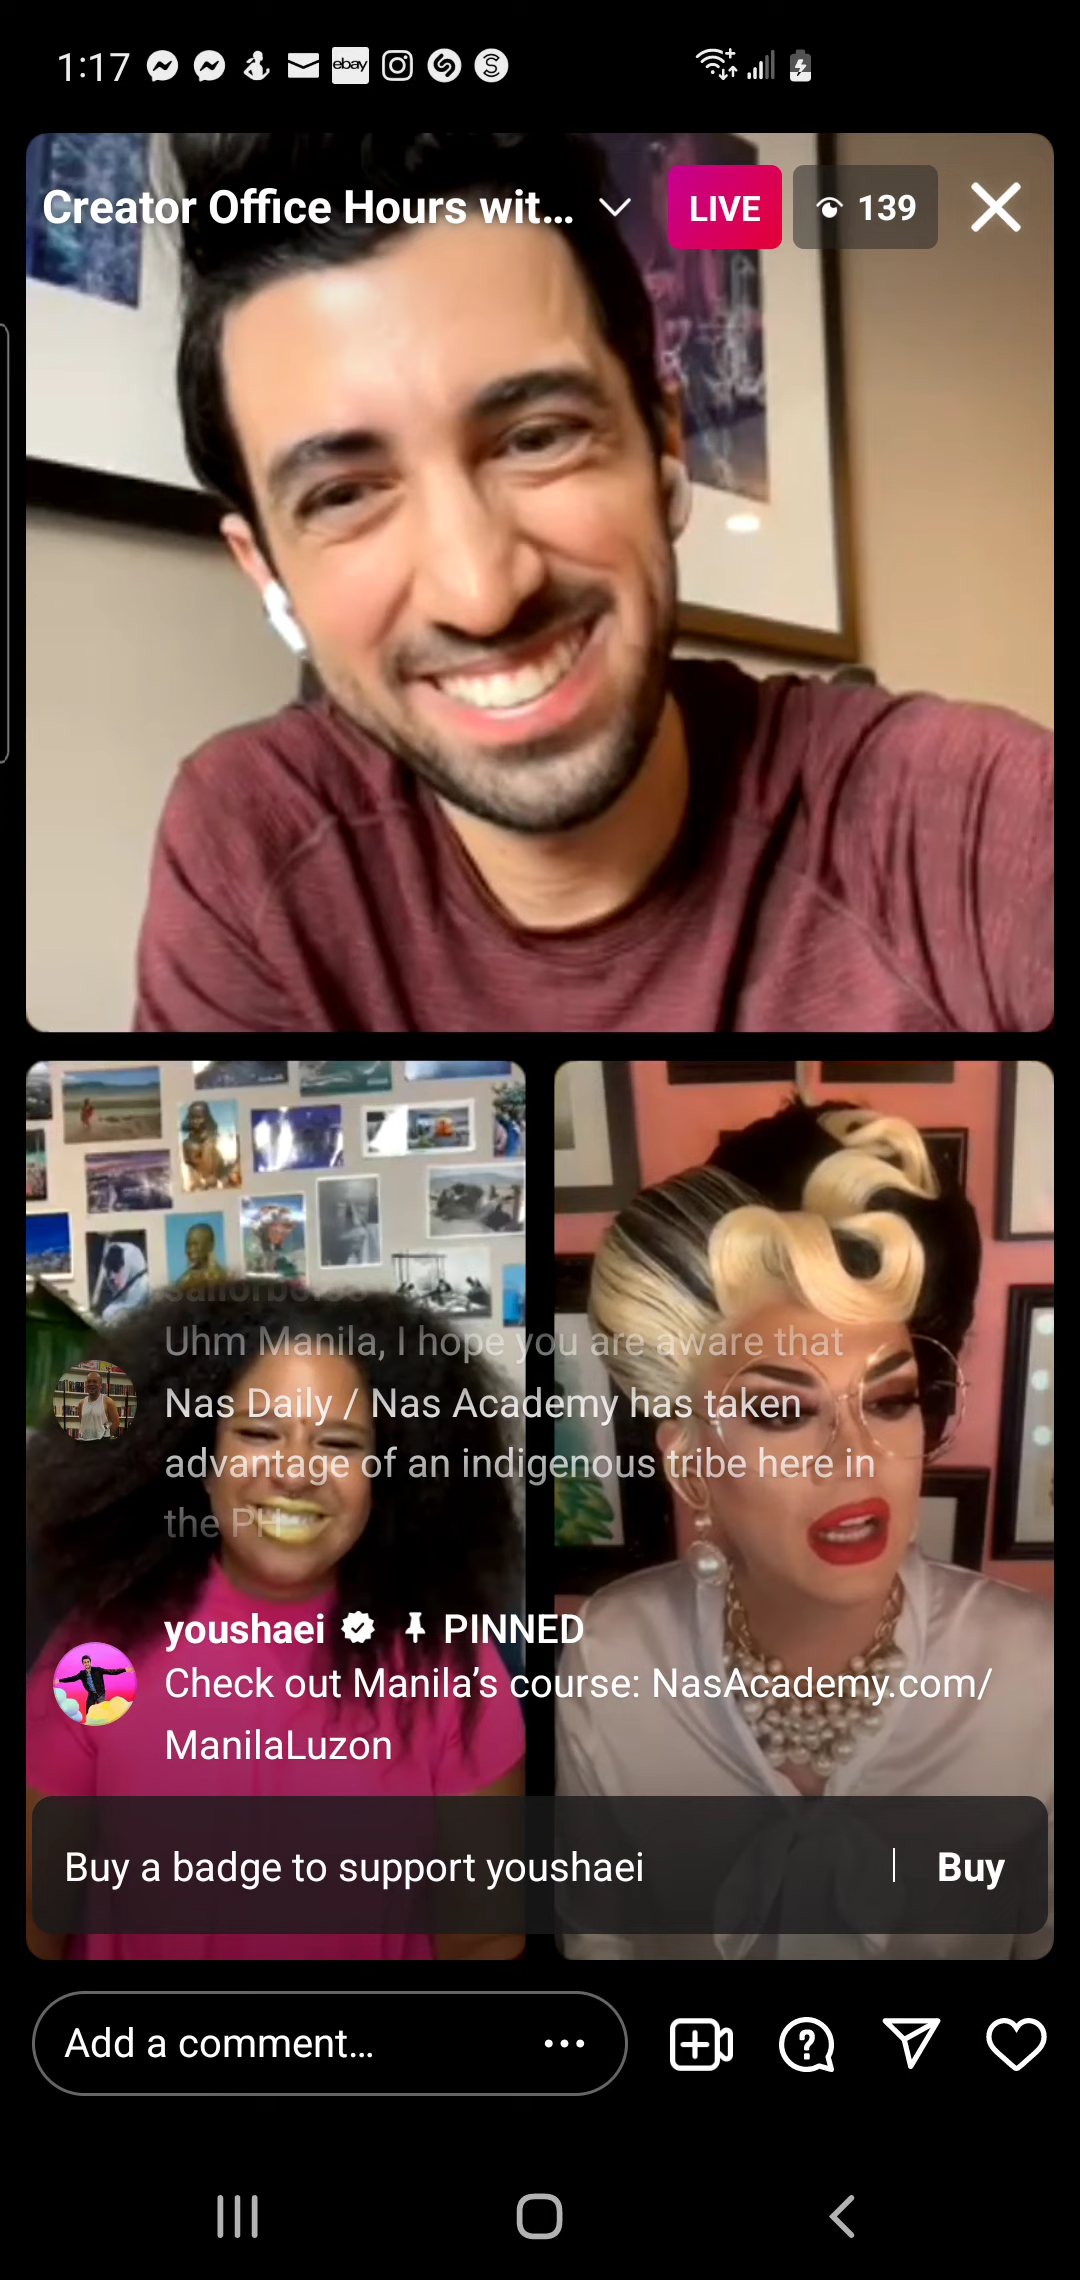 1:17
ebay
Creator Office Hours wit...
LIVE
139
Uhm Manila, I hope you are aware that
Nas Daily / Nas Academy has taken
advantage of an indigenous tribe here in
the PH
youshaei PINNED
Check out Manila’s course: NasAcademy.com/
ManilaLuzon
Buy a badge to support youshaei
Buy
Add a comment...